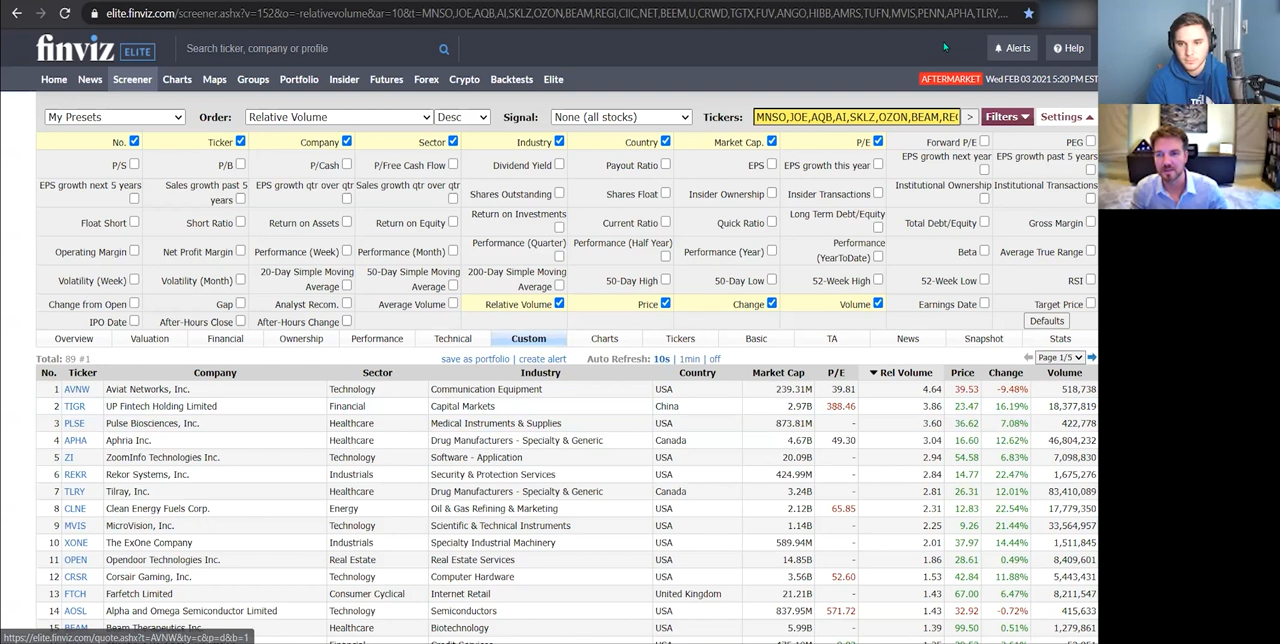 elite.finviz.com/screener.ashx?v=152&o=-relativevolume&ar=10&t=MNSO,JOE,AQB,AI,SKLZ,OZON,BEAM,REGI,CIIC,NET,BEEM,U,CRWD,TGTX,FUV,ANGO,HIBB,AMRS,TUFN,MVIS,PENN,APHA,TLRY,...
finviz ELITE Search ticker, company or profile Alerts Help
Home News Screener Charts Maps Groups Portfolio Insider Futures Forex Crypto Backtests Elite AFTERMARKET Wed FEB 03 2021 5:20 PM EST
My Presets Order: Relative Volume Desc Signal: None (all stocks) Tickers: MNSO,JOE,AQB,AI,SKLZ,OZON,BEAM,REG > Filters Settings
No. Ticker Company Sector Industry Country Market Cap. P/E Forward P/E PEG
P/S P/B P/Cash P/Free Cash Flow Dividend Yield Payout Ratio EPS EPS growth this year EPS growth next year EPS growth past 5 years
EPS growth next 5 years Sales growth past 5 years EPS growth qtr over qtr Sales growth qtr over qtr Outstanding Shares Float Insider Ownership Insider Transactions Institutional Ownership Institutional Transactions
Float Short Short Ratio Return on Assets Return on Equity Return on Investments Current Ratio Quick Ratio Long Term Debt/Equity Total Debt/Equity Gross Margin
Operating Margin Net Profit Margin Performance (Week) Performance (Month) Performance (Quarter) Performance (Half Year) Performance (Year) Performance (YearToDate) Beta Average True Range
Volatility (Week) Volatility (Month) 20-Day Simple Moving Average 50-Day Simple Moving Average 200-Day Simple Moving Average 50-Day High 50-Day Low 52-Week High 52-Week Low RSI
Change from Open Gap Analyst Recom. Average Volume Relative Volume Price Change Volume Earnings Date Target Price
IPO Date After-Hours Close After-Hours Change Defaults
Overview Valuation Financial Ownership Performance Technical Custom Charts Tickers Basic TA News Snapshot Stats
Total: 89 #1 save as portfolio | create alert Auto Refresh: 10s | 1min | off Page 1/5
No. Ticker Company Sector Industry Country Market Cap P/E Rel Volume Price Change Volume
1 AVNW Aviat Networks, Inc. Technology Communication Equipment USA 239.31M 39.81 4.64 39.53 -9.48% 518,738
2 TIGR UP Fintech Holding Limited Financial Capital Markets China 2.97B 388.46 3.86 23.47 16.19% 18,377,819
3 PLSE Pulse Biosciences, Inc. Healthcare Medical Instruments & Supplies USA 873.81M - 3.60 36.62 7.08% 422,778
4 APHA Aphria Inc. Healthcare Drug Manufacturers - Specialty & Generic Canada 4.67B 49.30 3.04 16.60 12.62% 46,804,232
5 ZI ZoomInfo Technologies Inc. Technology Software - Application USA 20.09B - 2.94 54.58 6.83% 7,098,830
6 REKR Rekor Systems, Inc. Industrials Security & Protection Services USA 424.99M - 2.84 14.77 22.47% 1,675,276
7 TLRY Tilray, Inc. Healthcare Drug Manufacturers - Specialty & Generic Canada 3.24B - 2.81 26.31 12.01% 83,410,089
8 CLNE Clean Energy Fuels Corp. Energy Oil & Gas Refining & Marketing USA 2.12B 65.85 2.31 12.83 22.54% 17,779,350
9 MVIS MicroVision, Inc. Technology Scientific & Technical Instruments USA 1.14B - 2.25 9.26 21.44% 33,564,957
10 XONE The ExOne Company Industrials Specialty Industrial Machinery USA 589.94M - 2.01 37.97 14.44% 1,511,845
11 OPEN Opendoor Technologies Inc. Real Estate Real Estate Services USA 14.85B - 1.86 28.61 0.49% 8,409,601
12 CRSR Corsair Gaming, Inc. Technology Computer Hardware USA 3.56B 52.60 1.53 42.84 11.88% 5,443,431
13 FTCH Farfetch Limited Consumer Cyclical Internet Retail United Kingdom 21.21B - 1.43 67.00 6.47% 8,211,547
14 AOSL Alpha and Omega Semiconductor Limited Technology Semiconductors USA 837.95M 571.72 1.43 32.92 -0.72% 415,633
15 BEAM Beam Therapeutics Inc. Healthcare Biotechnology USA 5.99B - 1.39 99.50 0.51% 1,279,861
https://elite.finviz.com/quote.ashx?t=AVNW&ty=c&p=d&b=1